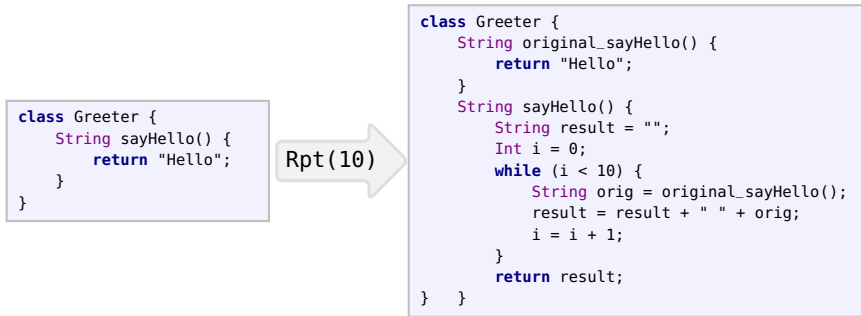 class Greeter {
    String sayHello() {
        return "Hello";
    }
}
Rpt(10)
class Greeter {
    String original_sayHello() {
        return "Hello";
    }
    String sayHello() {
        String result = "";
        Int i = 0;
        while (i < 10) {
            String orig = original_sayHello();
            result = result + " " + orig;
            i = i + 1;
        }
        return result;
}   }